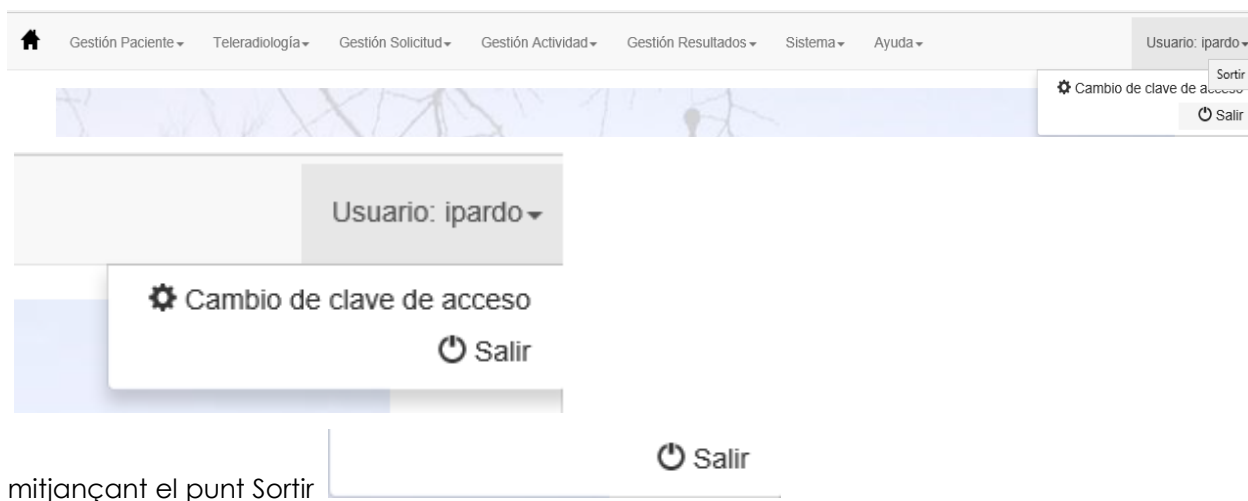 Gestión Paciente Teleradiología Gestión Solicitud Gestión Actividad Gestión Resultados Sistema Ayuda Usuario: ipardo
Sortir
Cambio de clave de acceso
Salir
Usuario: ipardo
Cambio de clave de acceso
Salir
Salir
mitjançant el punt Sortir